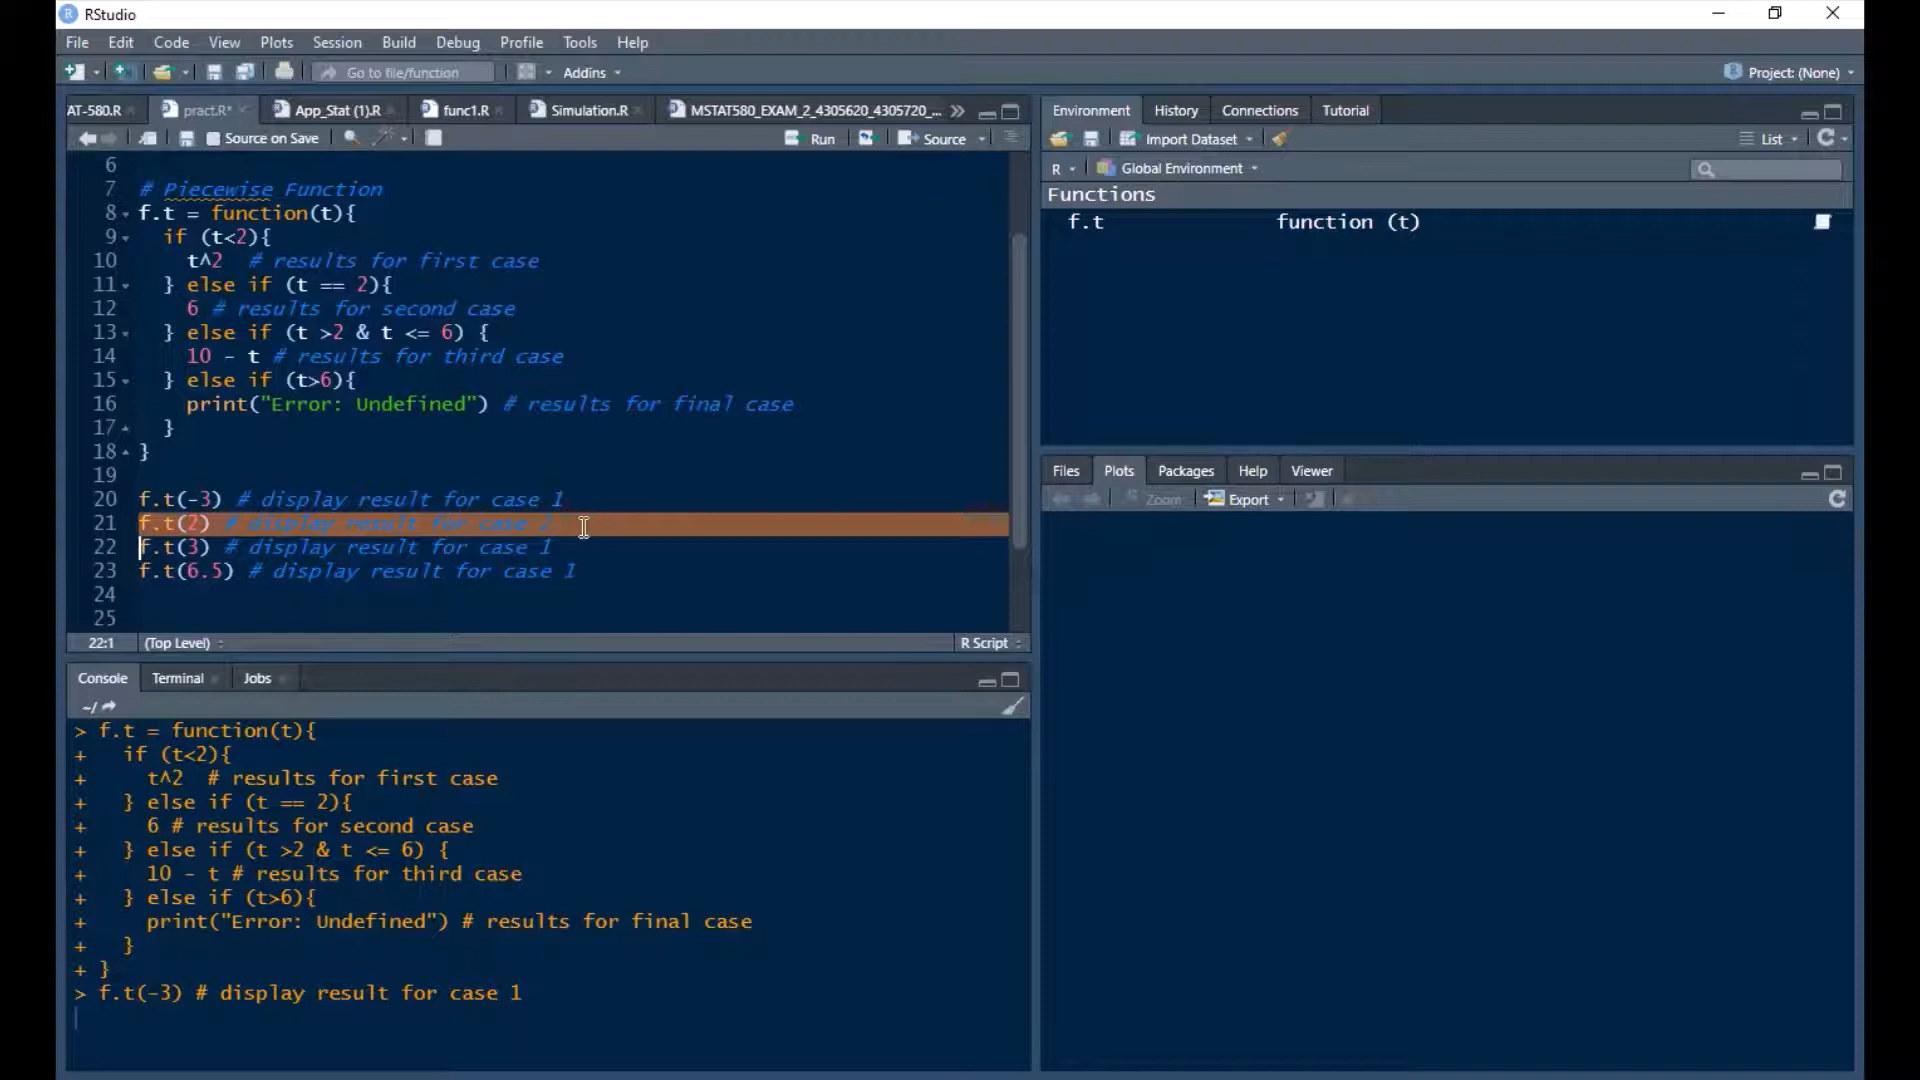 RStudio
File Edit Code View Plots Session Build Debug Profile Tools Help
Go to file/function Addins Project: (None)
AT-580.R pract.R* App_Stat (1).R func1.R Simulation.R MSTAT580_EXAM_2_4305620_4305720_...
Source on Save Run Source
6
7 # Piecewise Function
8 f.t = function(t){
9 if (t<2){
10 t^2 # results for first case
11 } else if (t == 2){
12 6 # results for second case
13 } else if (t >2 & t <= 6) {
14 10 - t # results for third case
15 } else if (t>6){
16 print("Error: Undefined") # results for final case
17 }
18 }
19
20 f.t(-3) # display result for case 1
21 f.t(2) # display result for case 2
22 f.t(3) # display result for case 1
23 f.t(6.5) # display result for case 1
24
25
22:1 (Top Level) R Script
Console Terminal Jobs
~/
> f.t = function(t){
+ if (t<2){
+ t^2 # results for first case
+ } else if (t == 2){
+ 6 # results for second case
+ } else if (t >2 & t <= 6) {
+ 10 - t # results for third case
+ } else if (t>6){
+ print("Error: Undefined") # results for final case
+ }
+ }
> f.t(-3) # display result for case 1
Environment History Connections Tutorial
Import Dataset List
R Global Environment
Functions
f.t function (t)
Files Plots Packages Help Viewer
Zoom Export